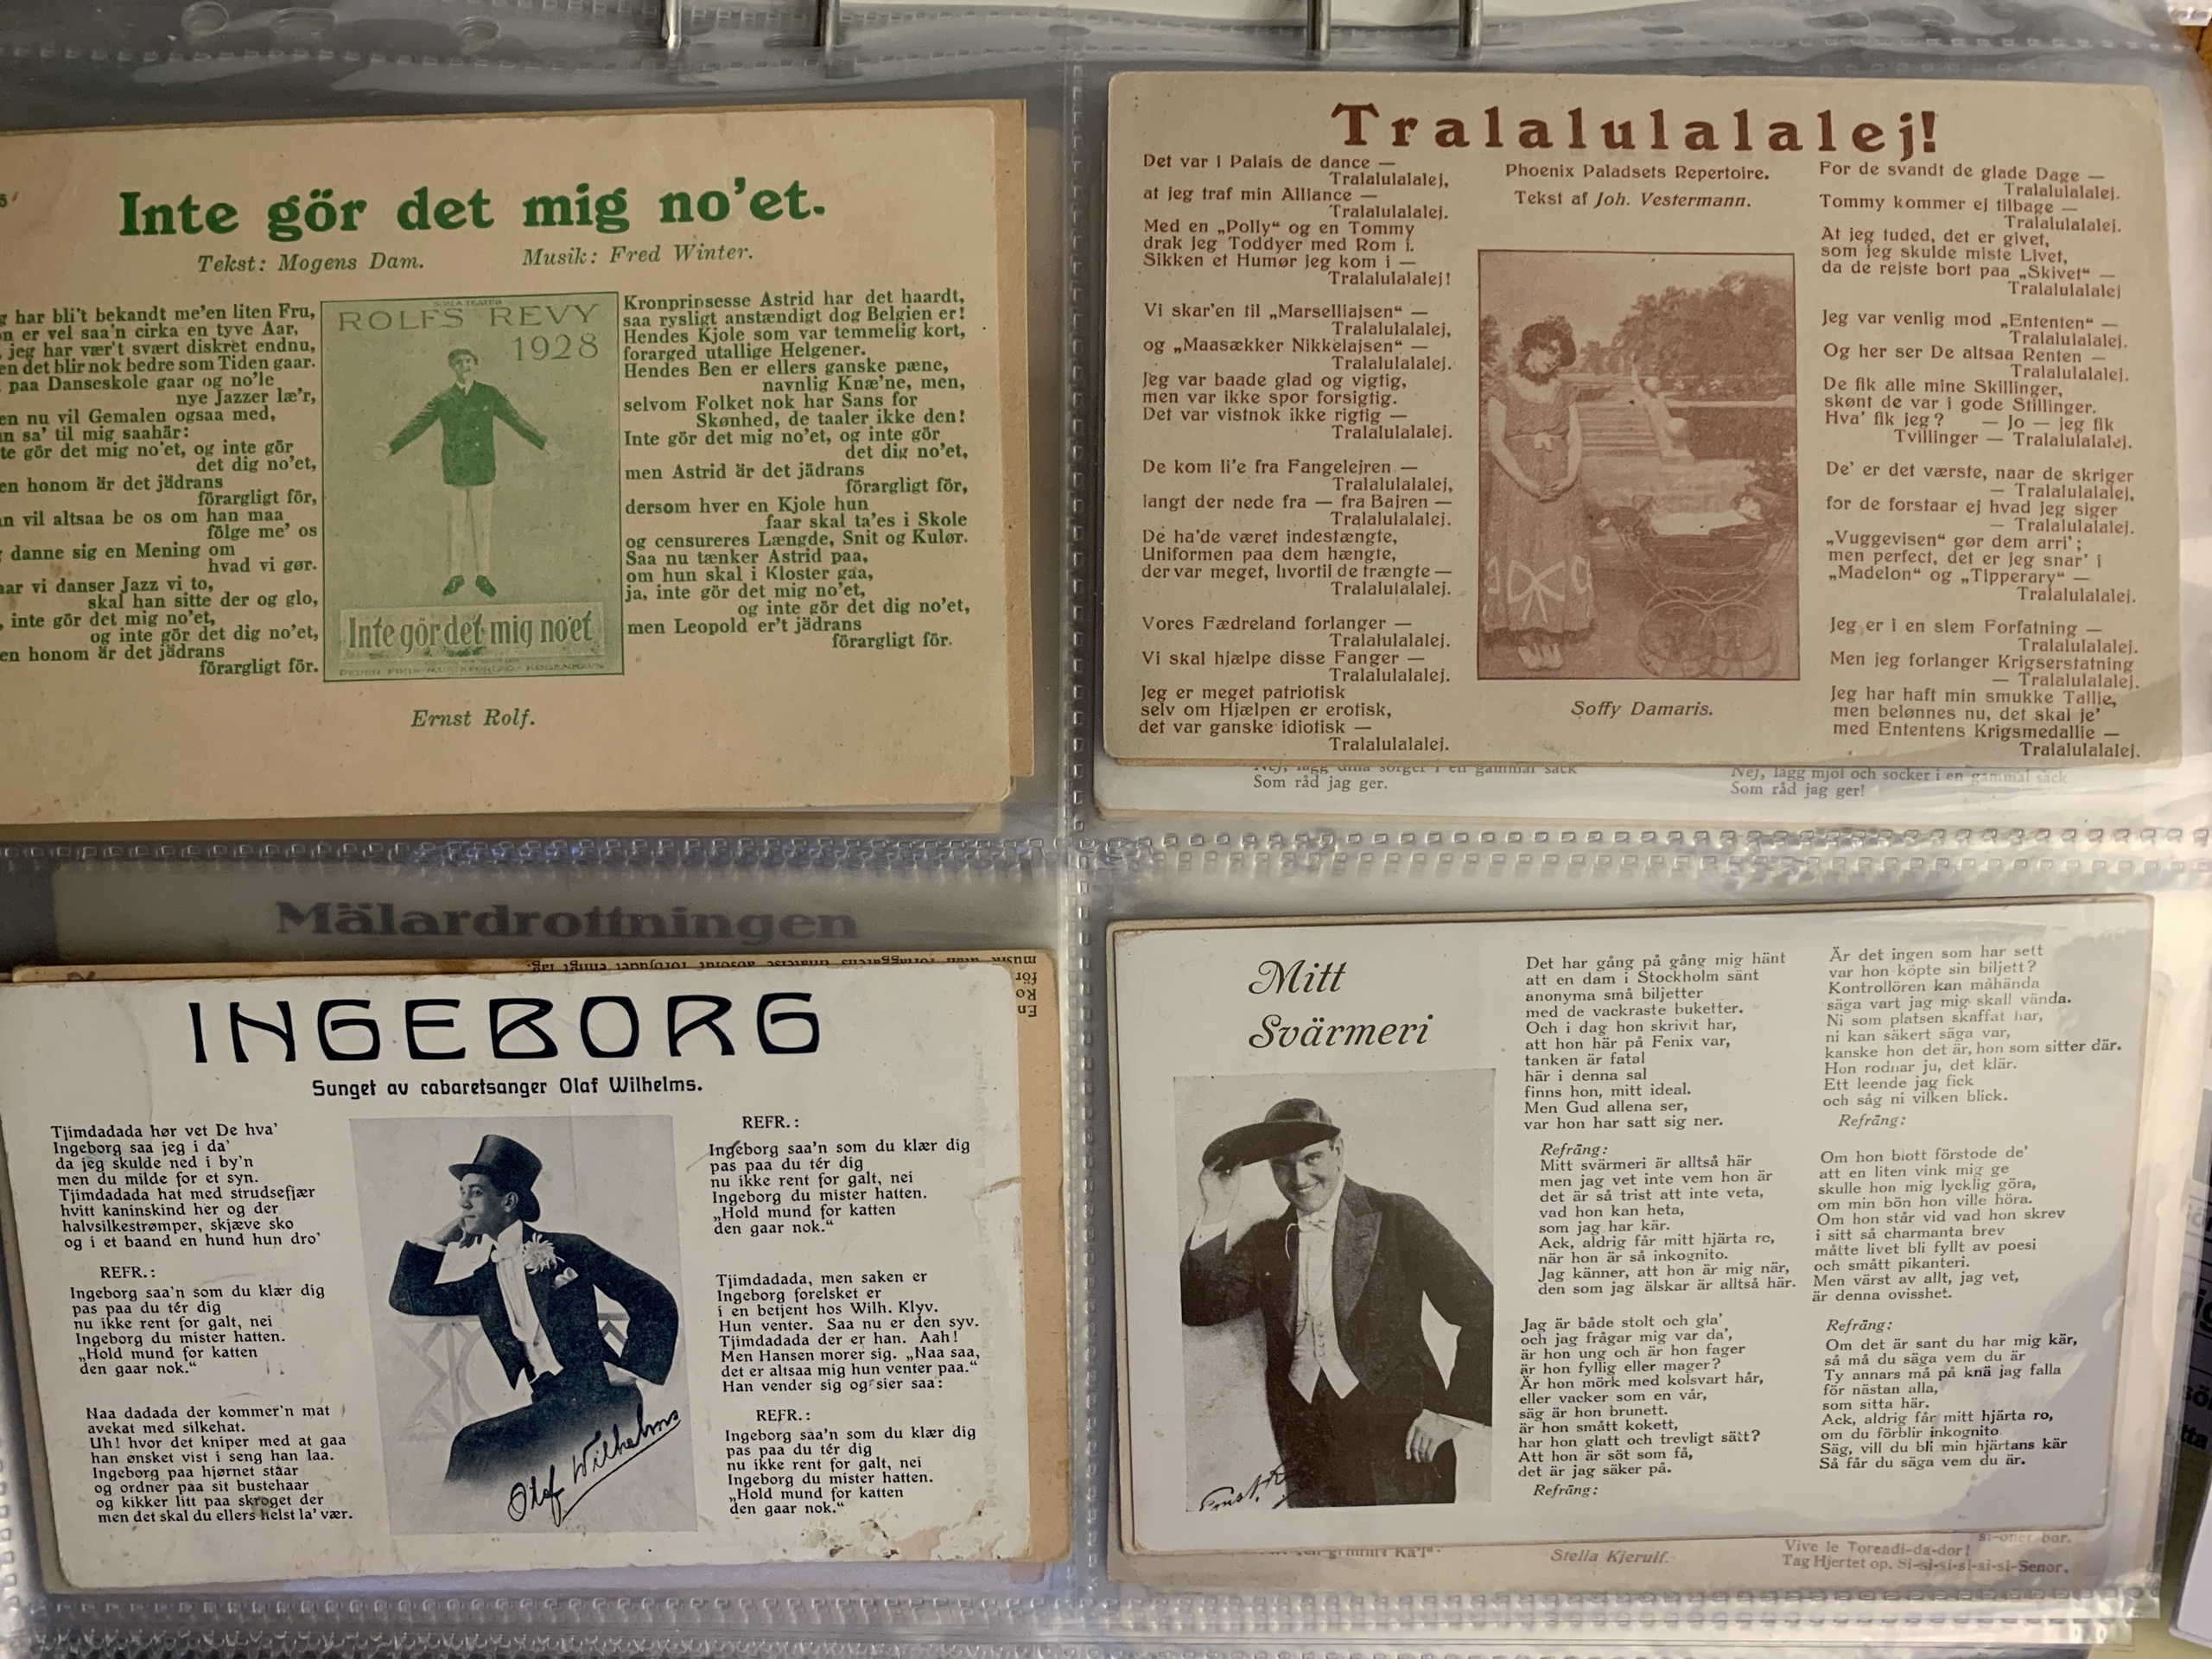 Inte gör det mig no'et.
Tekst: Mogens Dam. Musik: Fred Winter.
har bli't bekandt me'en liten Fru,
er vel saa'n cirka en tyve Aar,
jeg har vær't svært diskret endnu,
det blir nok bedre som Tiden gaar.
paa Danseskole gaar og no'le
nye Jazzer læ'r,
nu vil Gemalen ogsaa med,
sa' til mig saahär:
gör det mig no'et, og inte gör
det dig no'et,
honom är det jädrans
förargligt för,
vil altsaa be os om han maa
fölge me' os
danne sig en Mening om
hvad vi gør.
vi danser Jazz vi to,
skal han sitte der og glo,
inte gör det mig no'et,
og inte gör det dig no'et,
honom är det jädrans
förargligt för.
SCALA TEATER
ROLFS REVY
1928
Inte gör det mig noet
Ernst Rolf.
Kronprinsesse Astrid har det haardt,
saa rysligt anstændigt dog Belgien er!
Hendes Kjole som var temmelig kort,
forarged utallige Helgener.
Hendes Ben er ellers ganske pæne,
navnlig Knæ'ne, men,
selvom Folket nok har Sans for
Skønhed, de taaler ikke den!
Inte gör det mig no'et, og inte gör
det dig no'et,
men Astrid är det jädrans
förargligt för,
dersom hver en Kjole hun
faar skal ta'es i Skole
og censureres Længde, Snit og Kulør.
Saa nu tænker Astrid paa,
om hun skal i Kloster gaa,
ja, inte gör det mig no'et,
og inte gör det dig no'et,
men Leopold er't jädrans
förargligt för.
Tralalulalalej!
Phoenix Paladsets Repertoire.
Tekst af Joh. Vestermann.
Det var i Palais de dance —
Tralalulalalej,
at jeg traf min Alliance —
Tralalulalalej.
Med en „Polly“ og en Tommy
drak jeg Toddyer med Rom i.
Sikken et Humør jeg kom i —
Tralalulalalej!
Vi skar'en til „Marselliajsen“ —
Tralalulalalej,
og „Maasækker Nikkelajsen“ —
Tralalulalalej.
Jeg var baade glad og vigtig,
men var ikke spor forsigtig.
Det var vistnok ikke rigtig —
Tralalulalalej.
De kom li'e fra Fangelejren —
Tralalulalalej,
langt der nede fra — fra Bajren —
Tralalulalalej.
De ha'de været indestængte,
Uniformen paa dem hængte,
der var meget, hvortil de trængte —
Tralalulalalej.
Vores Fædreland forlanger —
Tralalulalalej.
Vi skal hjælpe disse Fanger —
Tralalulalalej.
Jeg er meget patriotisk
selv om Hjælpen er erotisk,
det var ganske idiotisk —
Tralalulalalej.
Soffy Damaris.
For de svandt de glade Dage —
Tralalulalalej.
Tommy kommer ej tilbage —
Tralalulalalej.
At jeg tuded, det er givet,
som jeg skulde miste Livet,
da de rejste bort paa „Skivet“ —
Tralalulalalej
Jeg var venlig mod „Ententen“ —
Tralalulalalej.
Og her ser De altsaa Renten —
Tralalulalalej.
De fik alle mine Skillinger,
skønt de var i gode Stillinger.
Hva' fik jeg? — Jo — jeg fik
Tvillinger — Tralalulalalej.
De' er det værste, naar de skriger
— Tralalulalalej,
for de forstaar ej hvad jeg siger
— Tralalulalalej.
„Vuggevisen“ gør dem arri';
men perfect, det er jeg snar' i
„Madelon“ og „Tipperary“ —
Tralalulalalej.
Jeg er i en slem Forfatning —
Tralalulalalej.
Men jeg forlanger Krigserstatning
— Tralalulalalej.
Jeg har haft min smukke Tallie,
men belønnes nu, det skal je'
med Ententens Krigsmedallie —
Tralalulalalej.
Nej, lägg dina sorger i en gammal säck
Som råd jag ger.
Nej, lägg mjöl och socker i en gammal säck
Som råd jag ger!
Mälardrottningen
INGEBORG
Sunget av cabaretsanger Olaf Wilhelms.
Tjimdadada hør vet De hva'
Ingeborg saa jeg i da'
da jeg skulde ned i by'n
men du milde for et syn.
Tjimdadada hat med strudsefjær
hvitt kaninskind her og der
halvsilkestrømper, skjæve sko
og i et baand en hund hun dro'
REFR.:
Ingeborg saa'n som du klær dig
pas paa du tér dig
nu ikke rent for galt, nei
Ingeborg du mister hatten.
„Hold mund for katten
den gaar nok.“
Naa dadada der kommer'n mat
avekat med silkehat.
Uh! hvor det kniper med at gaa
han ønsket vist i seng han laa.
Ingeborg paa hjørnet staar
og ordner paa sit bustehaar
og kikker litt paa skroget der
men det skal du ellers helst la' vær.
Olaf Wilhelms
REFR.:
Ingeborg saa'n som du klær dig
pas paa du tér dig
nu ikke rent for galt, nei
Ingeborg du mister hatten.
„Hold mund for katten
den gaar nok.“
Tjimdadada, men saken er
Ingeborg forelsket er
i en betjent hos Wilh. Klyv.
Hun venter. Saa nu er den syv.
Tjimdadada der er han. Aah!
Men Hansen morer sig. „Naa saa,
det er altsaa mig hun venter paa.“
Han vender sig og sier saa:
REFR.:
Ingeborg saa'n som du klær dig
pas paa du tér dig
nu ikke rent for galt, nei
Ingeborg du mister hatten.
„Hold mund for katten
den gaar nok.“
Mitt
Svärmeri
Det har gång på gång mig hänt
att en dam i Stockholm sänt
anonyma små biljetter
med de vackraste buketter.
Och i dag hon skrivit har,
att hon här på Fenix var,
tanken är fatal
här i denna sal
finns hon, mitt ideal.
Men Gud allena ser,
var hon har satt sig ner.
Refräng:
Mitt svärmeri är alltså här
men jag vet inte vem hon är
det är så trist att inte veta,
vad hon kan heta,
som jag har kär.
Ack, aldrig får mitt hjärta ro,
när hon är så inkognito.
Jag känner, att hon är mig när,
den som jag älskar är alltså här.
Jag är både stolt och gla',
och jag frågar mig var da',
är hon ung och är hon fager
är hon fyllig eller mager?
Är hon mörk med kolsvart hår,
eller vacker som en vår,
säg är hon brunett.
är hon smått kokett,
har hon glatt och trevligt sätt?
Att hon är söt som få,
det är jag säker på.
Refräng:
Är det ingen som har sett
var hon köpte sin biljett?
Kontrollören kan måhända
säga vart jag mig skall vända.
Ni som platsen skaffat har,
ni kan säkert säga var,
kanske hon det är, hon som sitter där.
Hon rodnar ju, det klär.
Ett leende jag fick
och såg ni vilken blick.
Refräng:
Om hon blott förstode de'
att en liten vink mig ge
skulle hon mig lycklig göra,
om min bön hon ville höra.
Om hon står vid vad hon skrev
i sitt så charmanta brev
måtte livet bli fyllt av poesi
och smått pikanteri.
Men värst av allt, jag vet,
är denna ovisshet.
Refräng:
Om det är sant du har mig kär,
så må du säga vem du är
Ty annars må på knä jag falla
för nästan alla,
som sitta här.
Ack, aldrig får mitt hjärta ro,
om du förblir inkognito
Säg, vill du bli min hjärtans kär
Så får du säga vem du är.
Stella Kjerulf.
Vive le Toreadi-da-dor!
Tag Hjertet op. Si-si-si-si-si-si-Senor.